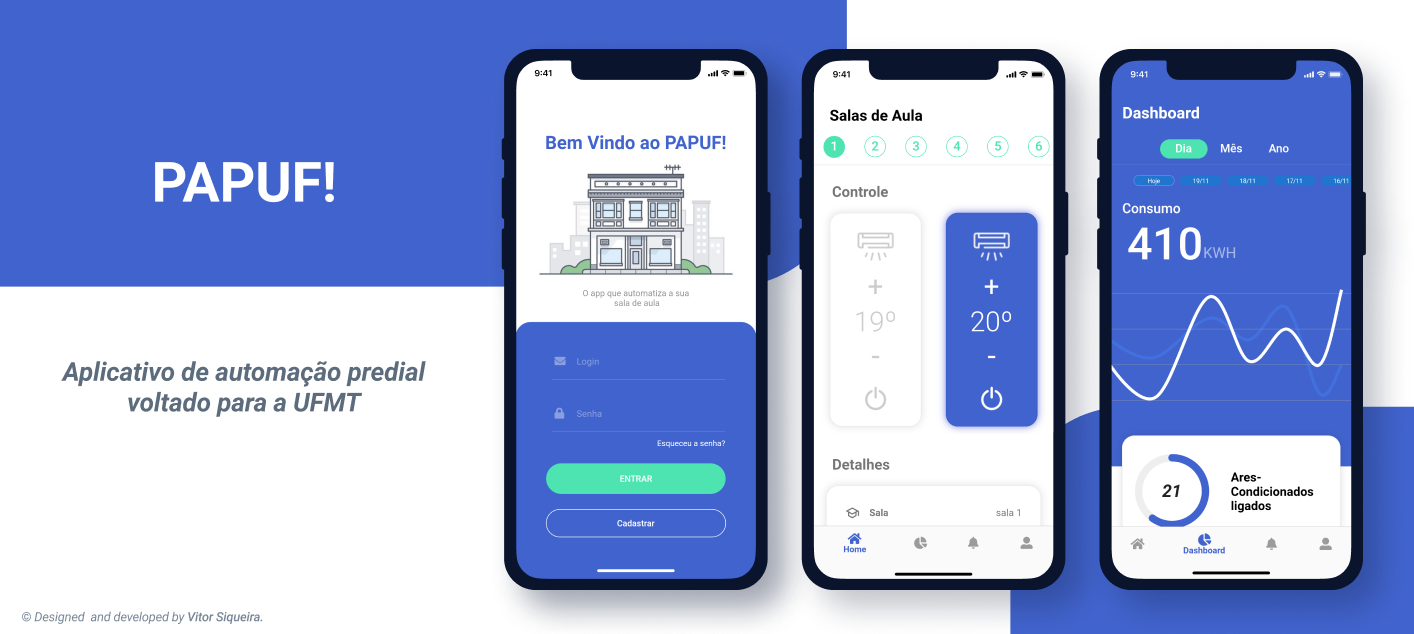 PAPUF!
Aplicativo de automação predial
voltado para a UFMT
© Designed and developed by Vitor Siqueira.
9:41
Bem Vindo ao PAPUF!
O app que automatiza a sua
sala de aula
Login
Senha
Esqueceu a senha?
ENTRAR
Cadastrar
9:41
Salas de Aula
1 2 3 4 5 6
Controle
+ +
19º 20º
- -
Detalhes
Sala sala 1
Home
9:41
Dashboard
Dia Mês Ano
Hoje 19/11 18/11 17/11 16/11
Consumo
410KWH
21
Ares-
Condicionados
ligados
Dashboard